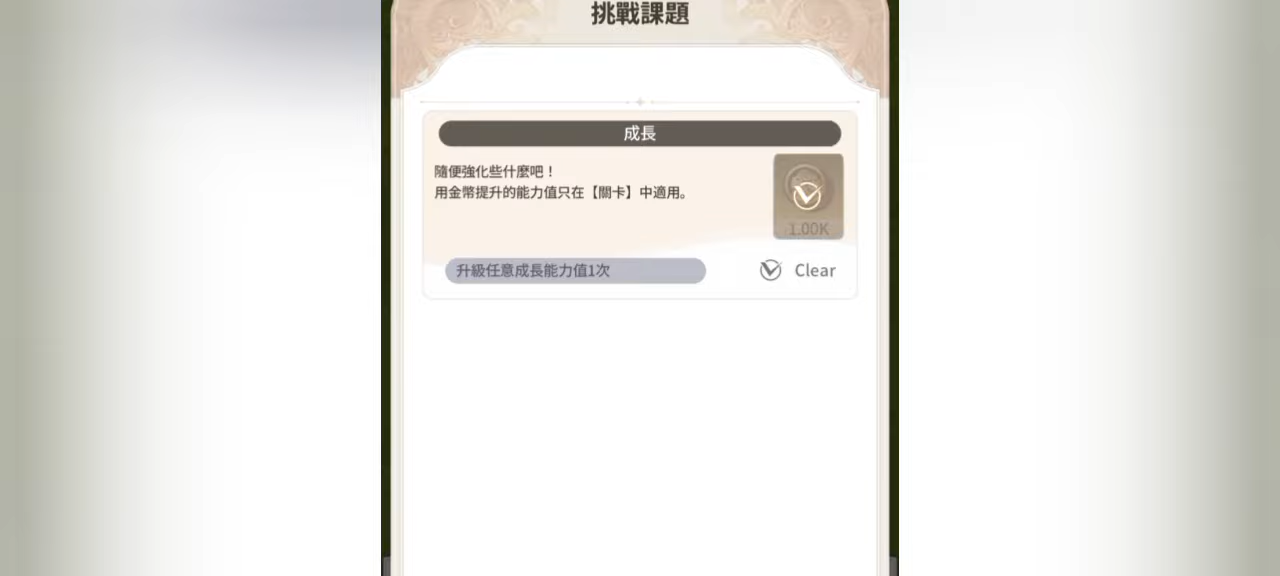 挑戰課題
成長
隨便強化些什麼吧！
用金幣提升的能力值只在【關卡】中適用。
1.00K
升級任意成長能力值1次
Clear